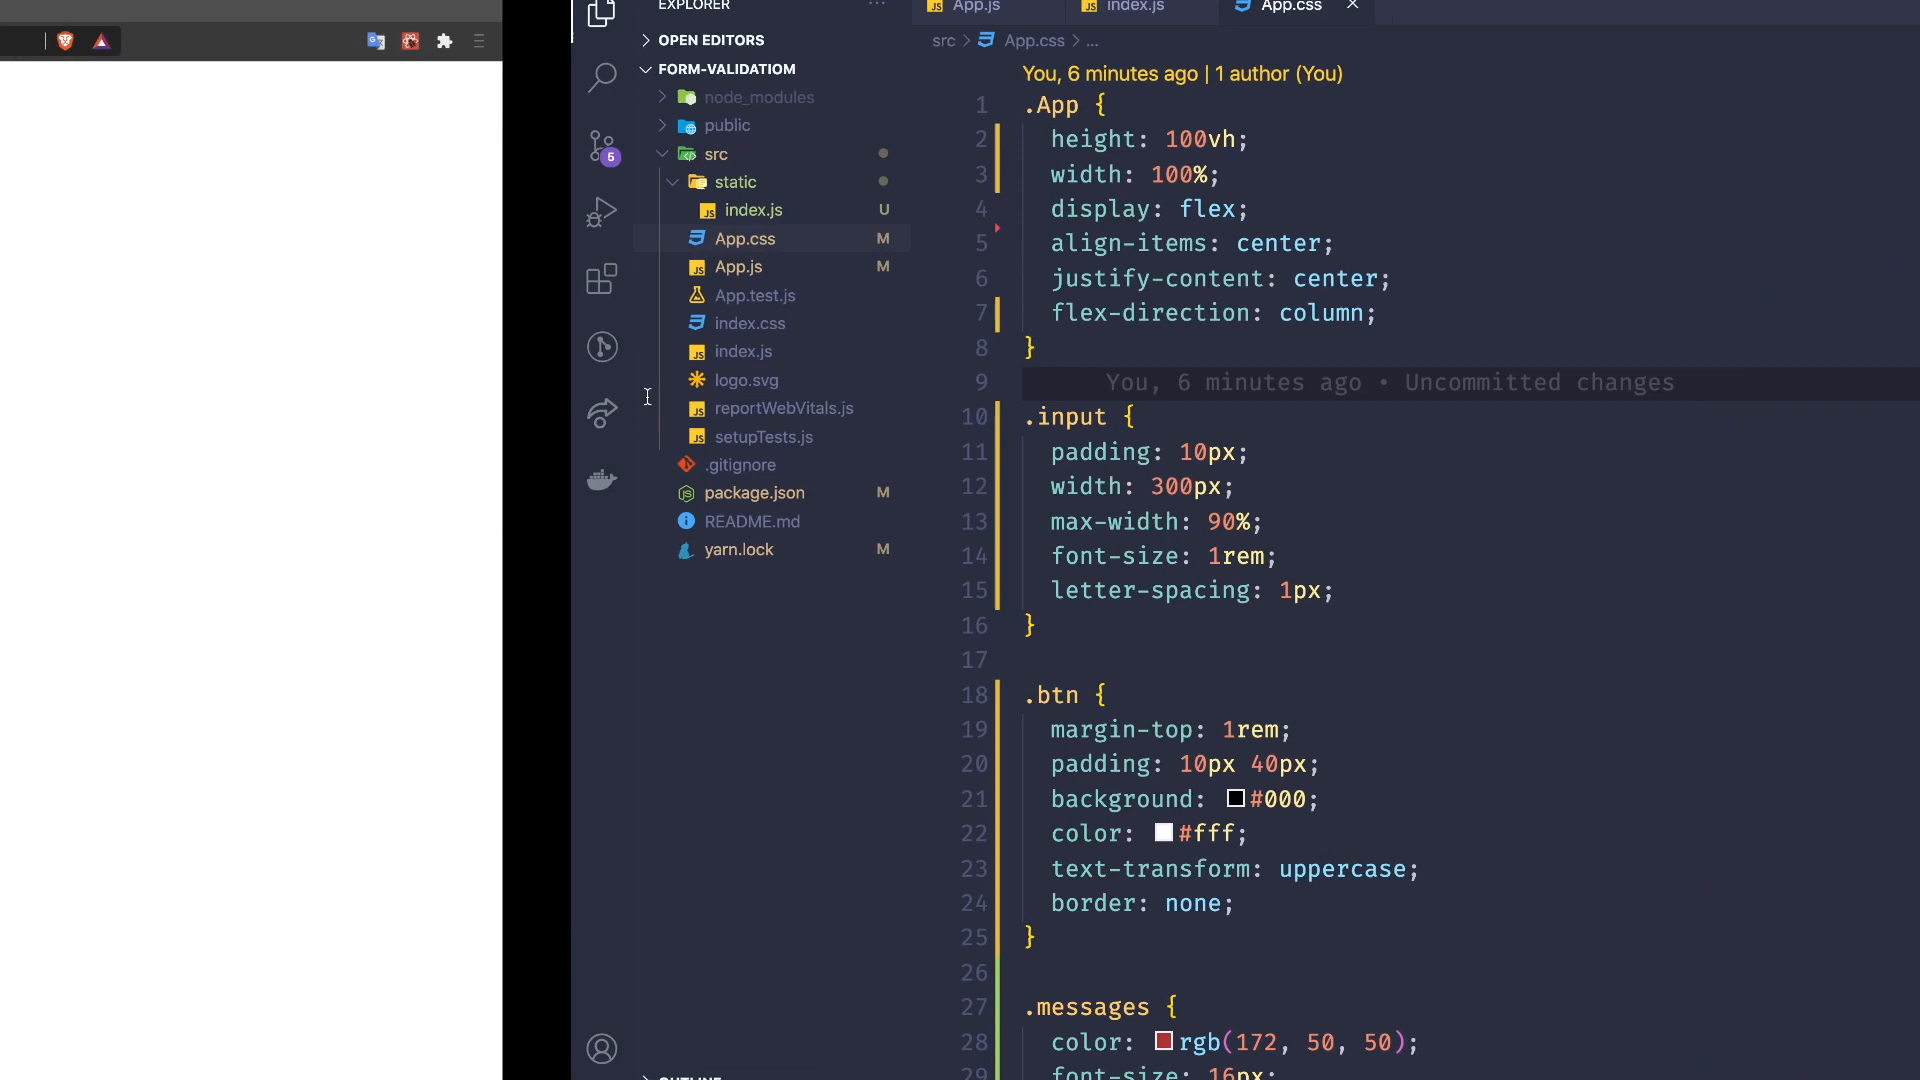 EXPLORER
OPEN EDITORS
FORM-VALIDATIOM
node_modules
public
src
static
index.js U
App.css M
App.js M
App.test.js
index.css
index.js
logo.svg
reportWebVitals.js
setupTests.js
.gitignore
package.json M
README.md
yarn.lock M
OUTLINE
5
App.js
index.js
App.css
src > App.css > ...
You, 6 minutes ago | 1 author (You)
1 .App {
2 height: 100vh;
3 width: 100%;
4 display: flex;
5 align-items: center;
6 justify-content: center;
7 flex-direction: column;
8 }
9 You, 6 minutes ago • Uncommitted changes
10 .input {
11 padding: 10px;
12 width: 300px;
13 max-width: 90%;
14 font-size: 1rem;
15 letter-spacing: 1px;
16 }
17
18 .btn {
19 margin-top: 1rem;
20 padding: 10px 40px;
21 background: #000;
22 color: #fff;
23 text-transform: uppercase;
24 border: none;
25 }
26
27 .messages {
28 color: rgb(172, 50, 50);
29 font-size: 16px;